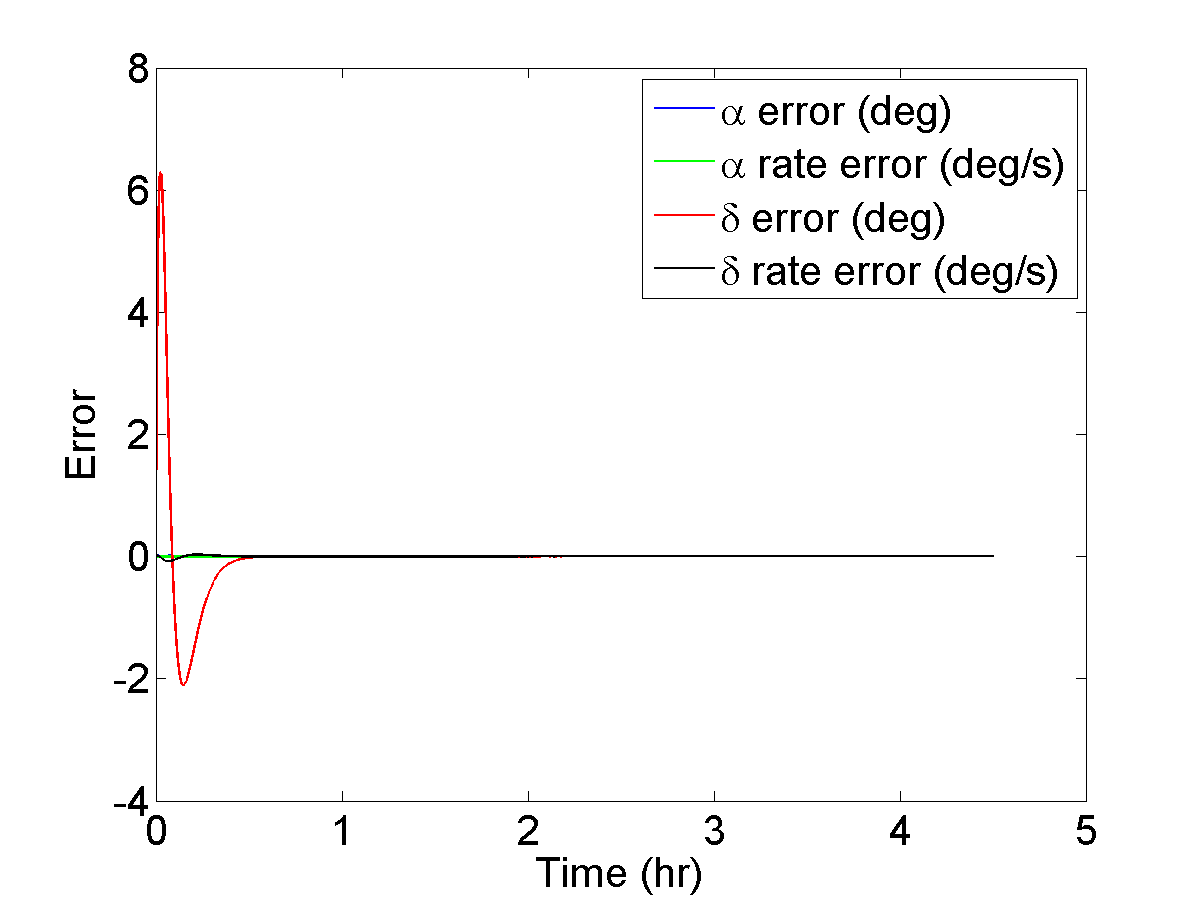 8
6
4
2
0
-2
-4
0 1 2 3 4 5
Error
Time (hr)
α error (deg)
α rate error (deg/s)
δ error (deg)
δ rate error (deg/s)